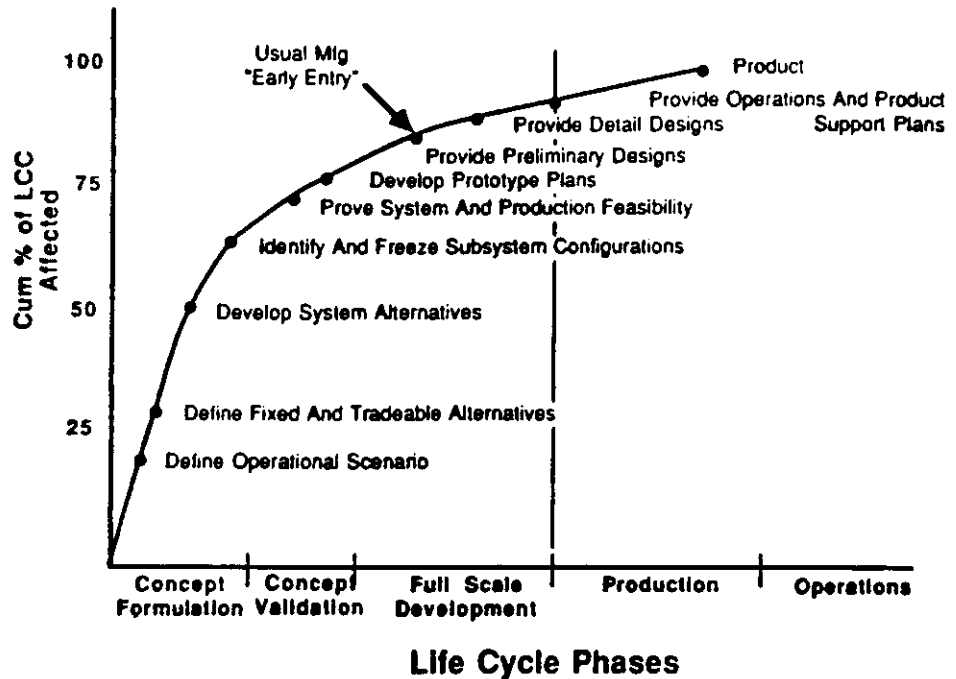 100
Usual Mfg
"Early Entry"
Product
Provide Operations And Product
Support Plans
Provide Detail Designs
Provide Preliminary Designs
75
Develop Prototype Plans
Prove System And Production Feasibility
Identify And Freeze Subsystem Configurations
Cum % of LCC
Affected
50
Develop System Alternatives
Define Fixed And Tradeable Alternatives
25
Define Operational Scenario
Concept
Formulation
Concept
Validation
Full Scale
Development
Production
Operations
Life Cycle Phases